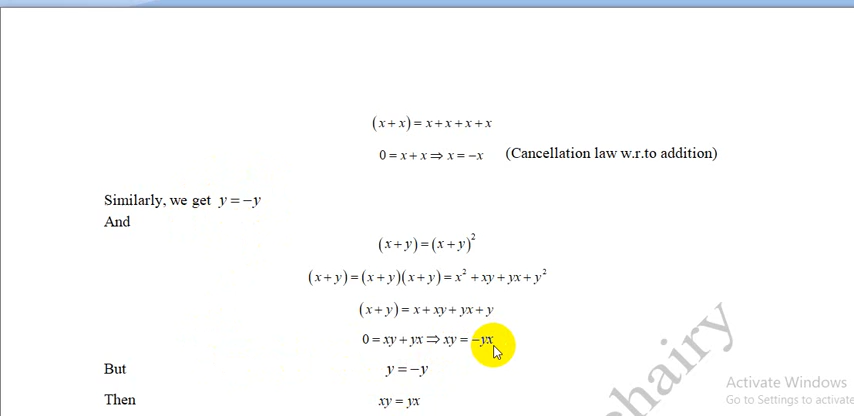 (x+x)=x+x+x+x
0=x+x⇒x=−x (Cancellation law w.r.to addition)
Similarly, we get y=−y
And
(x+y)=(x+y)²
(x+y)=(x+y)(x+y)=x²+xy+yx+y²
(x+y)=x+xy+yx+y
0=xy+yx⇒xy=−yx
But y=−y
Then xy=yx
Activate Windows
Go to Settings to activate